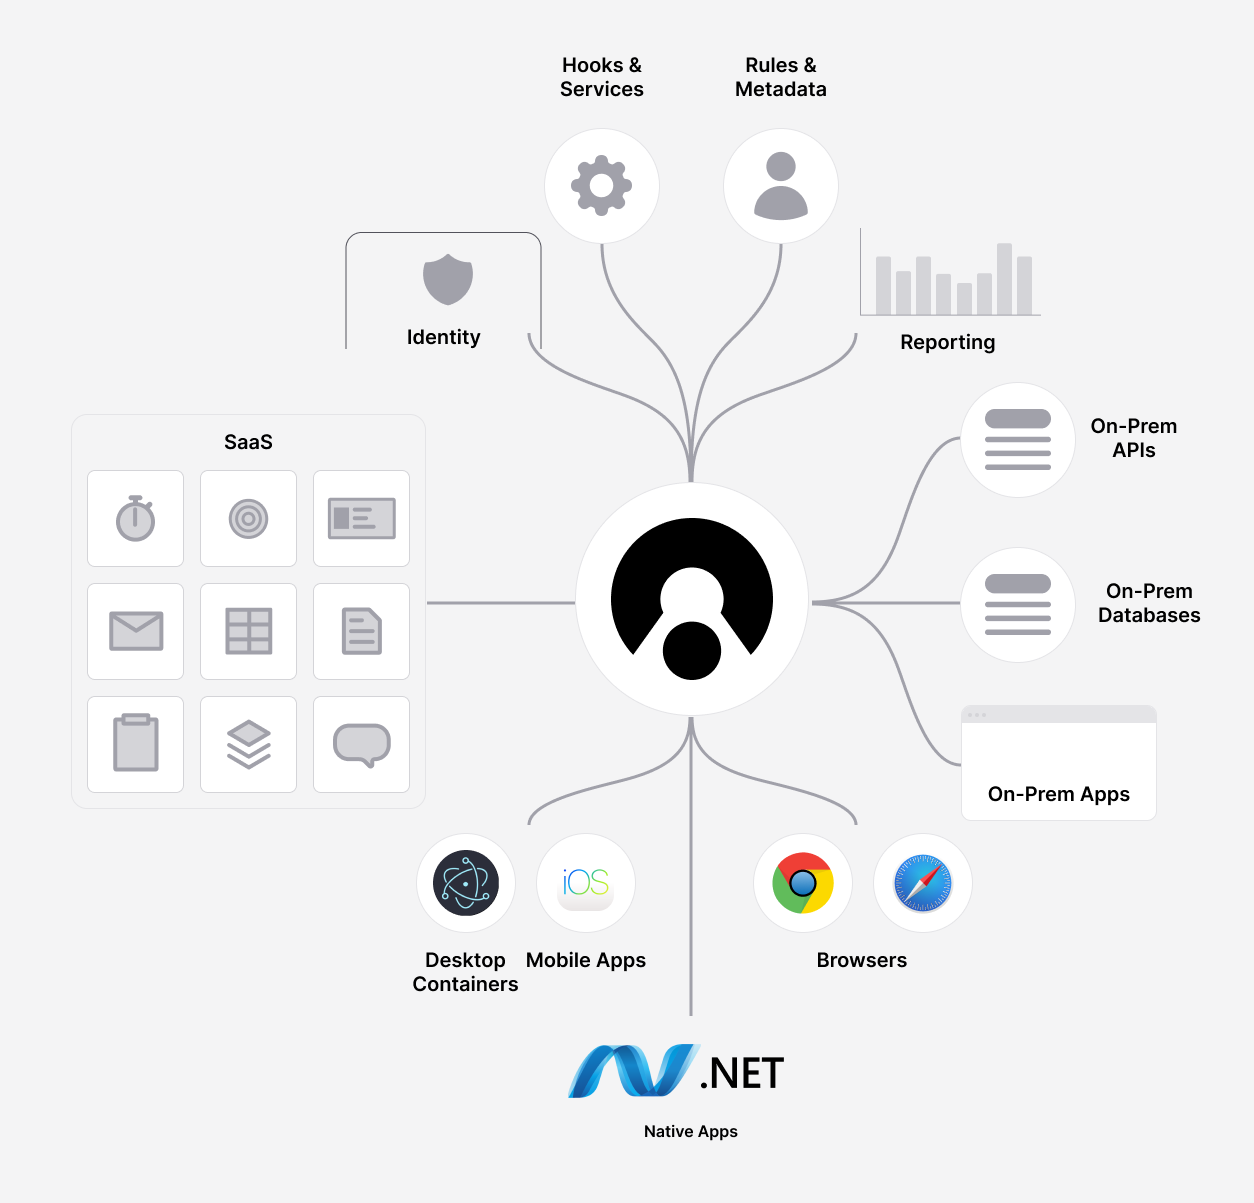 Hooks &
Services
Rules &
Metadata
Identity
Reporting
On-Prem
APIs
SaaS
On-Prem
Databases
On-Prem Apps
iOS
Desktop
Containers
Mobile Apps
Browsers
.NET
Native Apps